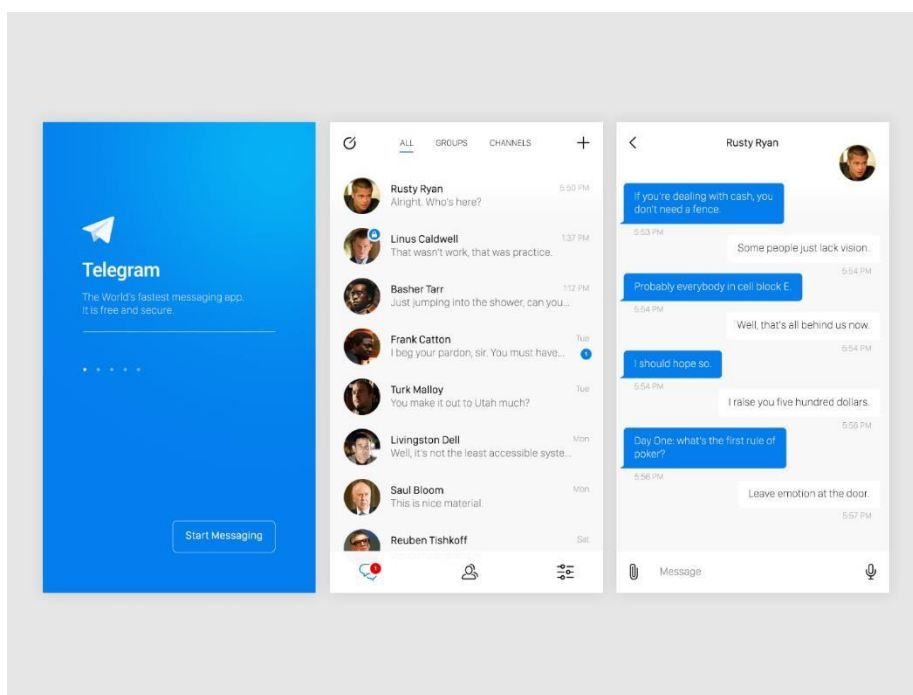 Telegram
The World's fastest messaging app.
It is free and secure.
Start Messaging
ALL GROUPS CHANNELS
Rusty Ryan 5:50 PM
Alright. Who's here?
Linus Caldwell 1:37 PM
That wasn't work, that was practice.
Basher Tarr 1:12 PM
Just jumping into the shower, can you...
Frank Catton Tue
I beg your pardon, sir. You must have... 1
Turk Malloy Tue
You make it out to Utah much?
Livingston Dell Mon
Well, it's not the least accessible syste...
Saul Bloom Mon
This is nice material.
Reuben Tishkoff Sat
1
Rusty Ryan
If you're dealing with cash, you
don't need a fence.
5:53 PM
Some people just lack vision.
5:54 PM
Probably everybody in cell block E.
5:54 PM
Well, that's all behind us now.
5:54 PM
I should hope so.
5:54 PM
I raise you five hundred dollars.
5:56 PM
Day One: what's the first rule of
poker?
5:56 PM
Leave emotion at the door.
5:57 PM
Message